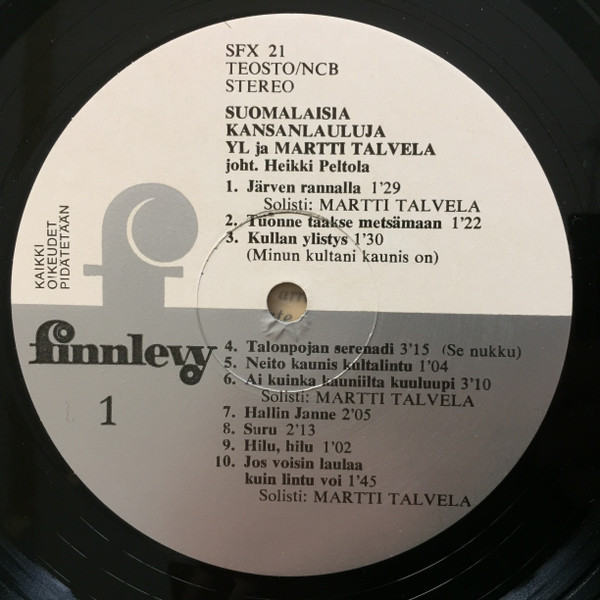 SFX 21
TEOSTO/NCB
STEREO
SUOMALAISIA
KANSANLAULUJA
YL ja MARTTI TALVELA
joht. Heikki Peltola
1. Järven rannalla 1'29
Solisti: MARTTI TALVELA
2. Tuonne taakse metsämaan 1'22
3. Kullan ylistys 1'30
(Minun kultani kaunis on)
KAIKKI
OIKEUDET
PIDÄTETÄÄN
finnlevy
1
4. Talonpojan serenadi 3'15 (Se nukku)
5. Neito kaunis kultalintu 1'04
6. Ai kuinka kauniilta kuuluupi 3'10
Solisti: MARTTI TALVELA
7. Hallin Janne 2'05
8. Suru 2'13
9. Hilu, hilu 1'02
10. Jos voisin laulaa
kuin lintu voi 1'45
Solisti: MARTTI TALVELA